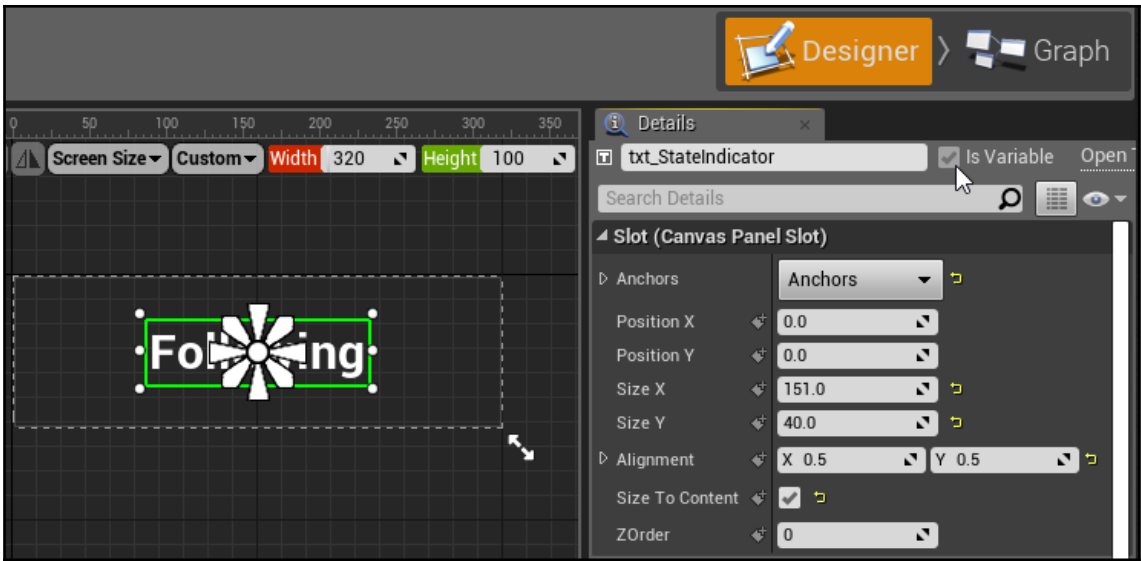 Designer Graph
0 50 100 150 200 250 300 350
Details
Screen Size Custom Width 320 Height 100
txt_StateIndicator Is Variable Open
Search Details
Slot (Canvas Panel Slot)
Anchors Anchors
Position X 0.0
Position Y 0.0
Size X 151.0
Size Y 40.0
Alignment X 0.5 Y 0.5
Size To Content
ZOrder 0